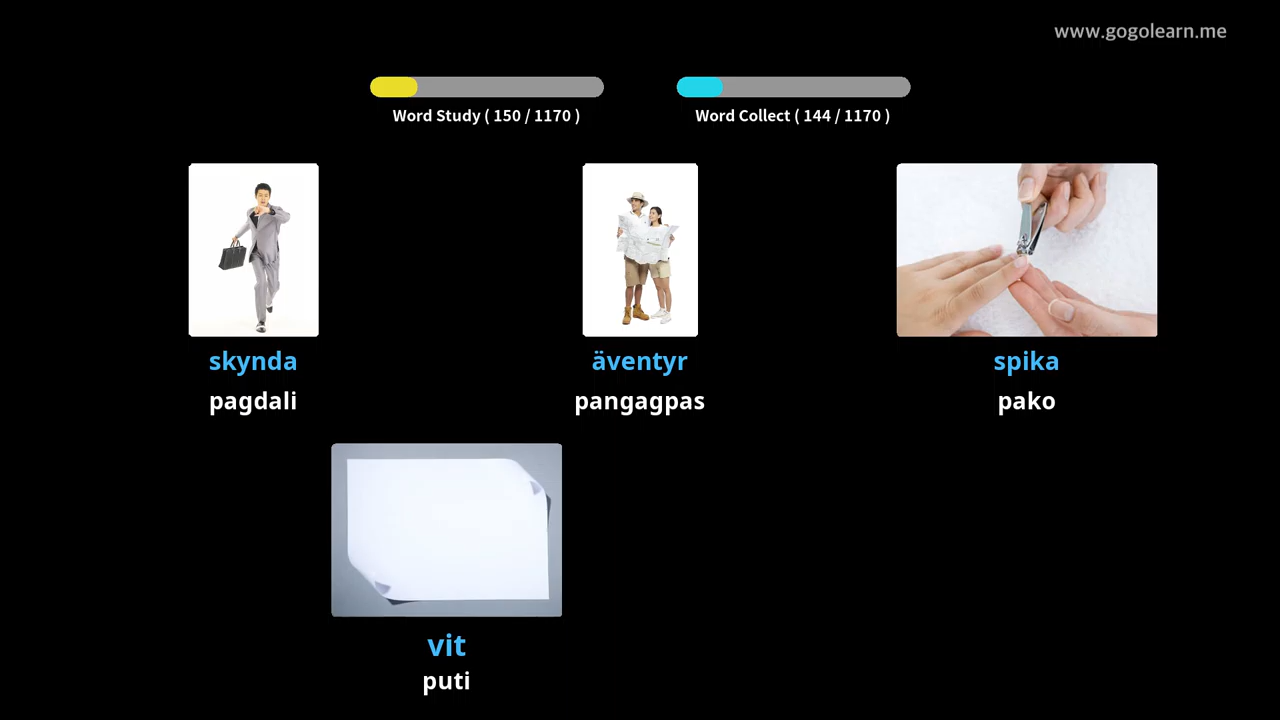 www.gogolearn.me
Word Study ( 150 / 1170 )
Word Collect ( 144 / 1170 )
skynda
pagdali
äventyr
pangagpas
spika
pako
vit
puti